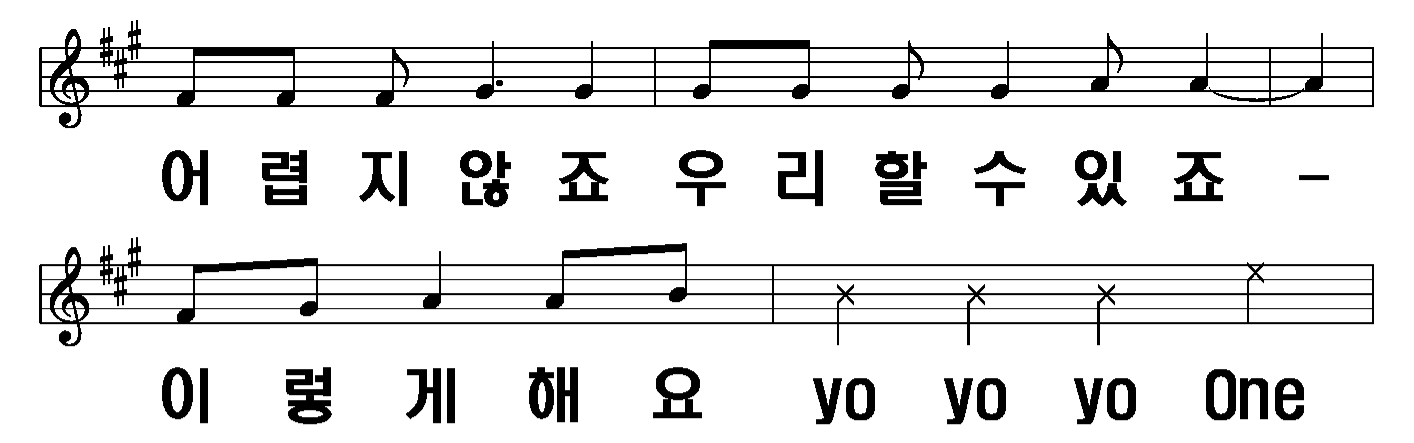 어 렵 지 않 죠 우 리 할 수 있 죠 -
이 렇 게 해 요 yo yo yo One